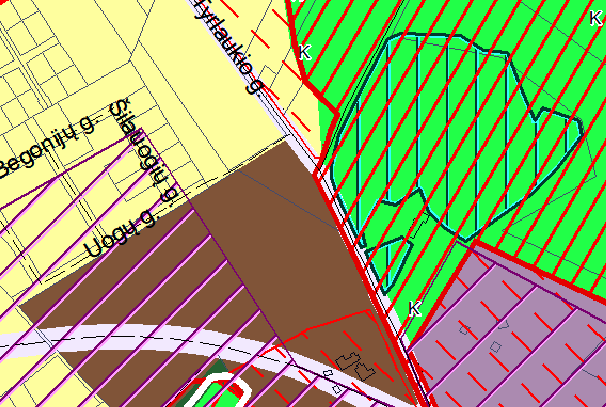 K
K
Tyrlaukio g.
Begonijų g.
Šilauogių g.
Uogų g.
K